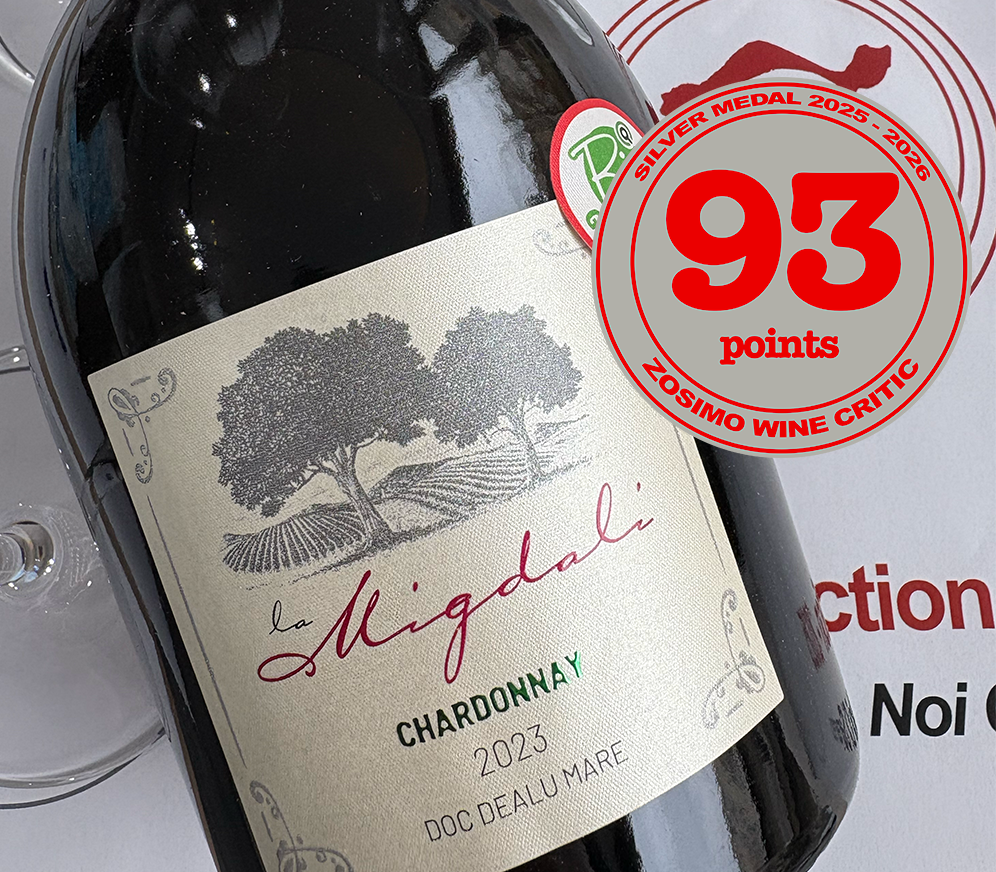 SILVER MEDAL 2025 - 2026
93
points
ZOSIMO WINE CRITIC
la Migdali
CHARDONNAY
2023
DOC DEALU MARE
ction
Noi